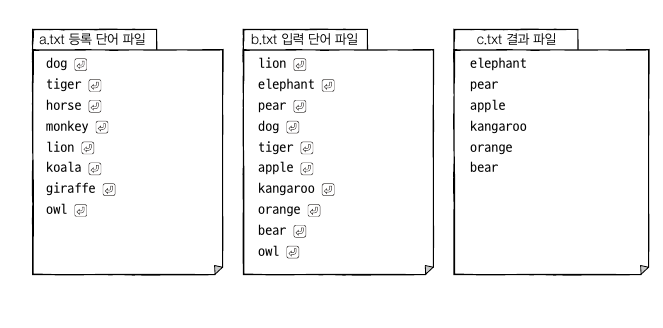 a.txt 등록 단어 파일
dog
tiger
horse
monkey
lion
koala
giraffe
owl
b.txt 입력 단어 파일
lion
elephant
pear
dog
tiger
apple
kangaroo
orange
bear
owl
c.txt 결과 파일
elephant
pear
apple
kangaroo
orange
bear